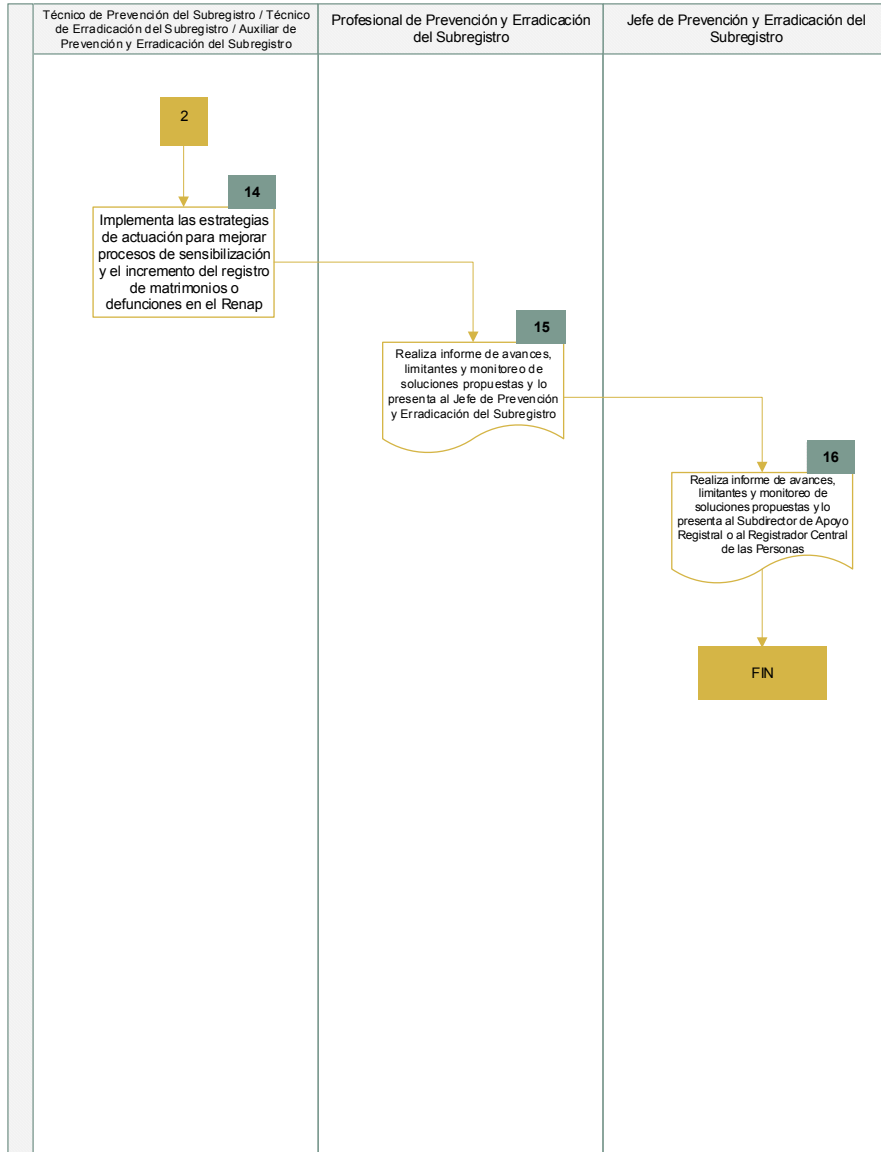 Técnico de Prevención del Subregistro / Técnico
de Erradicación del Subregistro / Auxiliar de
Prevención y Erradicación del Subregistro
Profesional de Prevención y Erradicación
del Subregistro
Jefe de Prevención y Erradicación del
Subregistro
2
14
Implementa las estrategias
de actuación para mejorar
procesos de sensibilización
y el incremento del registro
de matrimonios o
defunciones en el Renap
15
Realiza informe de avances,
limitantes y monitoreo de
soluciones propuestas y lo
presenta al Jefe de Prevención
y Erradicación del Subregistro
16
Realiza informe de avances,
limitantes y monitoreo de
soluciones propuestas y lo
presenta al Subdirector de Apoyo
Registral o al Registrador Central
de las Personas
FIN